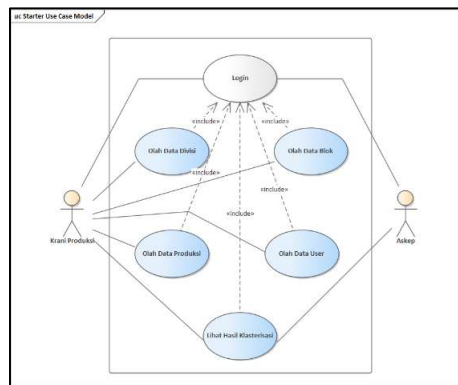 uc Starter Use Case Model
Login
«include»
«include»
Olah Data Divisi
Olah Data Blok
«include»
«include»
Krani Produksi
Askep
«include»
Olah Data Produksi
Olah Data User
Lihat Hasil Klasterisasi